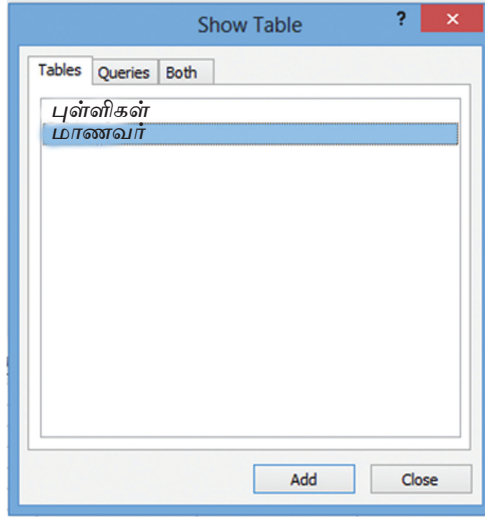 Show Table
? ×
Tables Queries Both
புள்ளிகள்
மாணவர்
Add Close